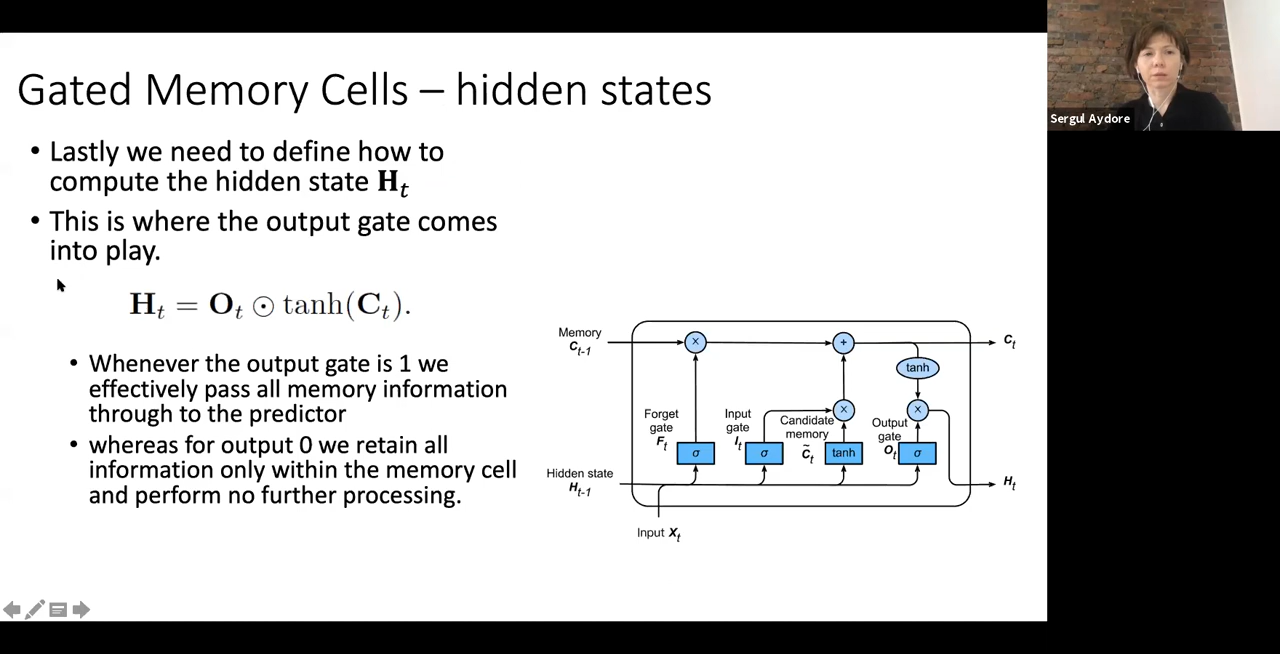 Gated Memory Cells – hidden states
• Lastly we need to define how to
compute the hidden state H_t
• This is where the output gate comes
into play.
H_t = O_t ⊙ tanh(C_t).
• Whenever the output gate is 1 we
effectively pass all memory information
through to the predictor
• whereas for output 0 we retain all
information only within the memory cell
and perform no further processing.
Memory
C_{t-1}
×
+
C_t
tanh
Forget
gate
F_t
σ
Input
gate
I_t
σ
Candidate
memory
C̃_t
tanh
×
Output
gate
O_t
σ
×
Hidden state
H_{t-1}
H_t
Input X_t
Sergul Aydore